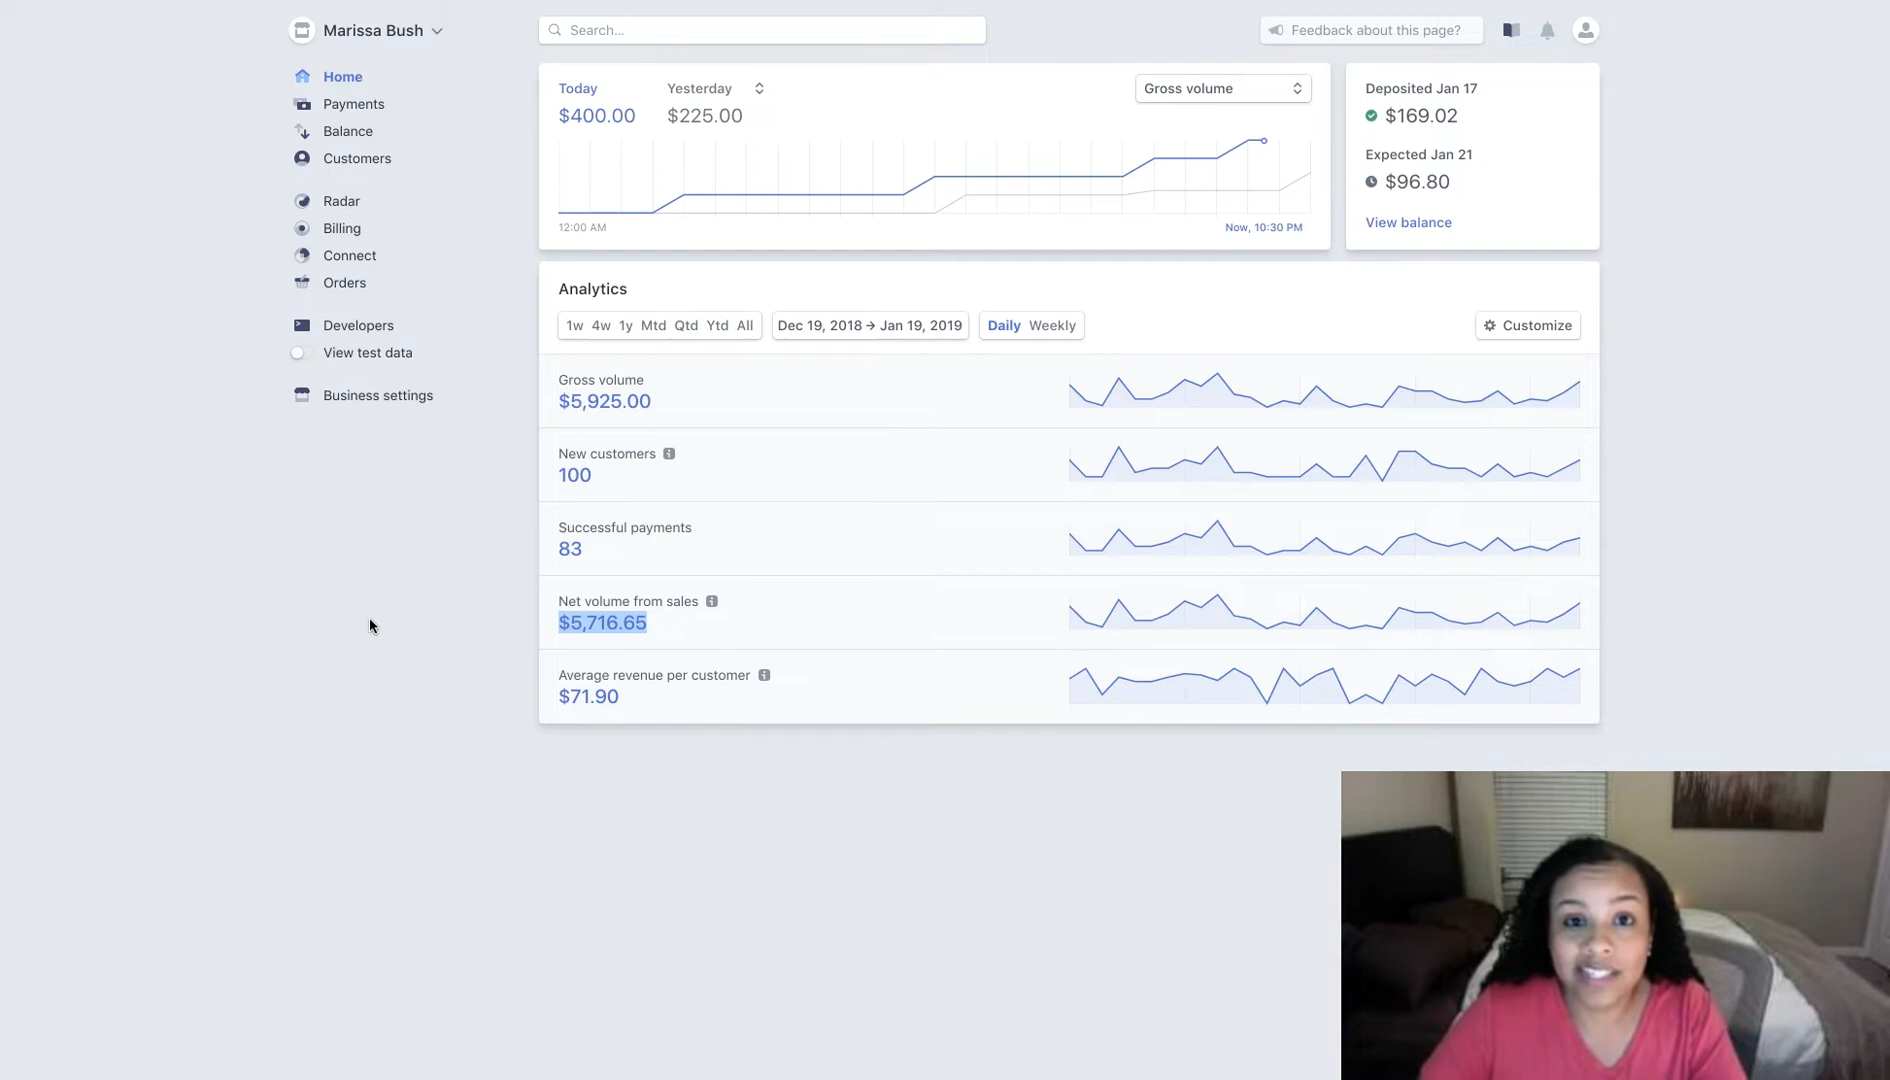 Marissa Bush
Search...
Feedback about this page?
Home
Payments
Balance
Customers
Radar
Billing
Connect
Orders
Developers
View test data
Business settings
Today
$400.00
Yesterday
$225.00
Gross volume
12:00 AM
Now, 10:30 PM
Deposited Jan 17
$169.02
Expected Jan 21
$96.80
View balance
Analytics
1w 4w 1y Mtd Qtd Ytd All
Dec 19, 2018 → Jan 19, 2019
Daily Weekly
Customize
Gross volume
$5,925.00
New customers
100
Successful payments
83
Net volume from sales
$5,716.65
Average revenue per customer
$71.90